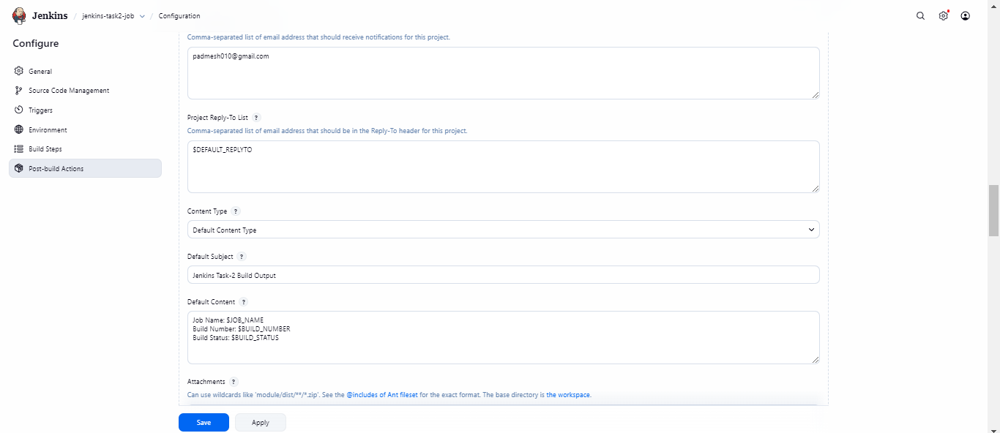 Jenkins / jenkins-task2-job / Configuration
Configure
General
Source Code Management
Triggers
Environment
Build Steps
Post-build Actions
Comma-separated list of email address that should receive notifications for this project.
padmesh010@gmail.com
Project Reply-To List ?
Comma-separated list of email address that should be in the Reply-To header for this project.
$DEFAULT_REPLYTO
Content Type ?
Default Content Type
Default Subject ?
Jenkins Task-2 Build Output
Default Content ?
Job Name: $JOB_NAME
Build Number: $BUILD_NUMBER
Build Status: $BUILD_STATUS
Attachments ?
Can use wildcards like 'module/dist/**/*.zip'. See the @includes of Ant fileset for the exact format. The base directory is the workspace.
Save
Apply